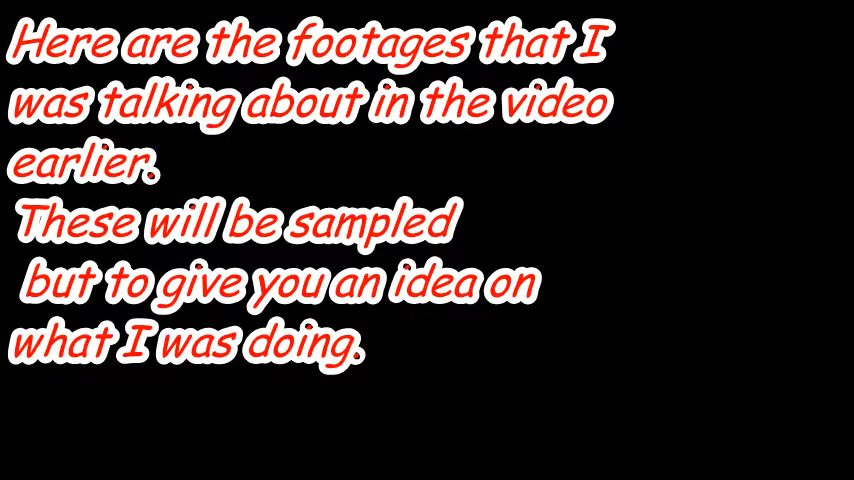 Here are the footages that I
was talking about in the video
earlier.
These will be sampled
but to give you an idea on
what I was doing.